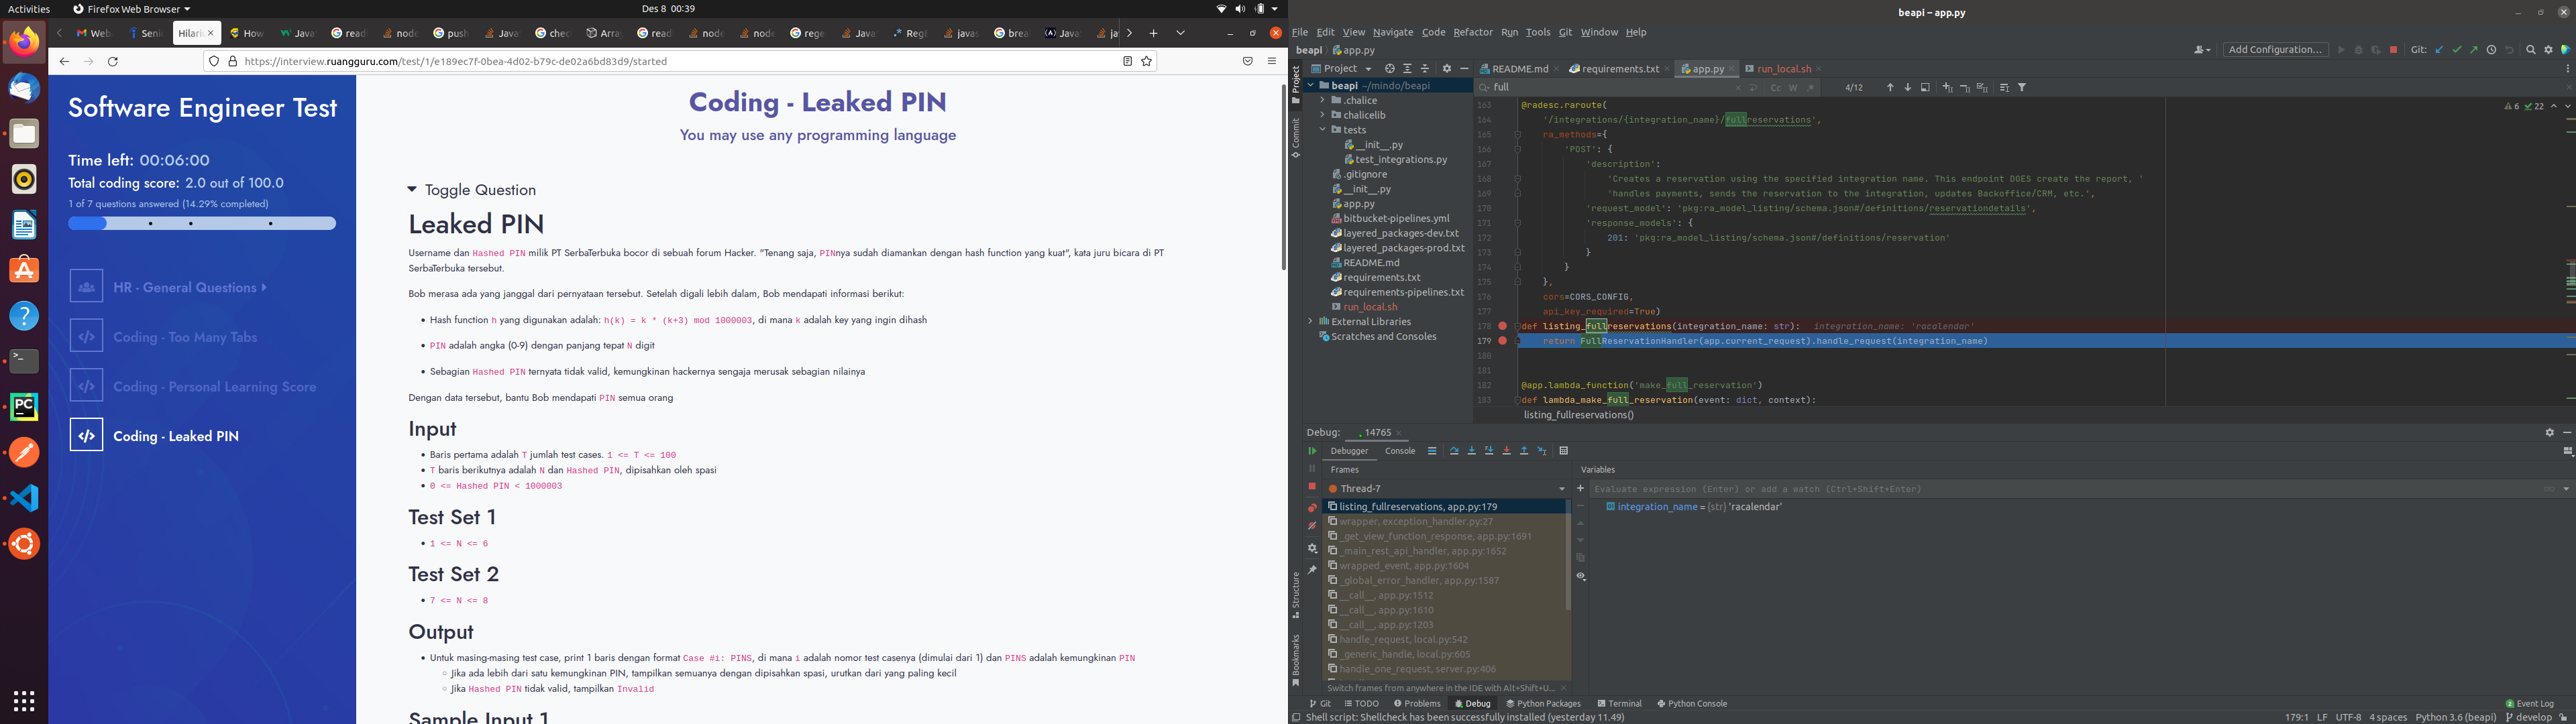 Activities
Firefox Web Browser
Des 8 00:39
Web
Senio
Hilariu
How
Java
read
node
push
Java
chec
Array
read
node
node
rege
Java
RegE
javas
brea
Java
ja
https://interview.ruangguru.com/test/1/e189ec7f-0bea-4d02-b79c-de02a6bd83d9/started
Software Engineer Test
Time left: 00:06:00
Total coding score: 2.0 out of 100.0
1 of 7 questions answered (14.29% completed)
HR - General Questions
Coding - Too Many Tabs
Coding - Personal Learning Score
Coding - Leaked PIN
Coding - Leaked PIN
You may use any programming language
Toggle Question
Leaked PIN
Username dan Hashed PIN milik PT SerbaTerbuka bocor di sebuah forum Hacker. "Tenang saja, PINnya sudah diamankan dengan hash function yang kuat", kata juru bicara di PT
SerbaTerbuka tersebut.
Bob merasa ada yang janggal dari pernyataan tersebut. Setelah digali lebih dalam, Bob mendapati informasi berikut:
Hash function h yang digunakan adalah: h(k) = k * (k+3) mod 1000003, di mana k adalah key yang ingin dihash
PIN adalah angka (0-9) dengan panjang tepat N digit
Sebagian Hashed PIN ternyata tidak valid, kemungkinan hackernya sengaja merusak sebagian nilainya
Dengan data tersebut, bantu Bob mendapati PIN semua orang
Input
Baris pertama adalah T jumlah test cases. 1 <= T <= 100
T baris berikutnya adalah N dan Hashed PIN, dipisahkan oleh spasi
0 <= Hashed PIN < 1000003
Test Set 1
1 <= N <= 6
Test Set 2
7 <= N <= 8
Output
Untuk masing-masing test case, print 1 baris dengan format Case #i: PINS, di mana i adalah nomor test casenya (dimulai dari 1) dan PINS adalah kemungkinan PIN
Jika ada lebih dari satu kemungkinan PIN, tampilkan semuanya dengan dipisahkan spasi, urutkan dari yang paling kecil
Jika Hashed PIN tidak valid, tampilkan Invalid
Sample Input 1
beapi – app.py
File Edit View Navigate Code Refactor Run Tools Git Window Help
beapi app.py
Add Configuration...
Git:
Project
README.md
requirements.txt
app.py
run_local.sh
full
Cc W .*
4/12
beapi ~/mindo/beapi
.chalice
chalicelib
tests
__init__.py
test_integrations.py
.gitignore
__init__.py
app.py
bitbucket-pipelines.yml
layered_packages-dev.txt
layered_packages-prod.txt
README.md
requirements.txt
requirements-pipelines.txt
run_local.sh
External Libraries
Scratches and Consoles
Project
Commit
Structure
Bookmarks
6 22
163 @radesc.raroute(
164 '/integrations/{integration_name}/fullreservations',
165 ra_methods={
166 'POST': {
167 'description':
168 'Creates a reservation using the specified integration name. This endpoint DOES create the report, '
169 'handles payments, sends the reservation to the integration, updates Backoffice/CRM, etc.',
170 'request_model': 'pkg:ra_model_listing/schema.json#/definitions/reservationdetails',
171 'response_models': {
172 201: 'pkg:ra_model_listing/schema.json#/definitions/reservation'
173 }
174 }
175 },
176 cors=CORS_CONFIG,
177 api_key_required=True)
178 def listing_fullreservations(integration_name: str): integration_name: 'racalendar'
179 return FullReservationHandler(app.current_request).handle_request(integration_name)
180
181
182 @app.lambda_function('make_full_reservation')
183 def lambda_make_full_reservation(event: dict, context):
listing_fullreservations()
Debug: 14765
Debugger Console
Frames
Variables
Thread-7
Evaluate expression (Enter) or add a watch (Ctrl+Shift+Enter)
integration_name = {str} 'racalendar'
listing_fullreservations, app.py:179
wrapper, exception_handler.py:27
_get_view_function_response, app.py:1691
_main_rest_api_handler, app.py:1652
wrapped_event, app.py:1604
_global_error_handler, app.py:1587
__call__, app.py:1512
__call__, app.py:1610
__call__, app.py:1203
handle_request, local.py:542
_generic_handle, local.py:605
handle_one_request, server.py:406
Switch frames from anywhere in the IDE with Alt+Shift+U...
Git TODO Problems Debug Python Packages Terminal Python Console
2 Event Log
Shell script: Shellcheck has been successfully installed (yesterday 11.49)
179:1 LF UTF-8 4 spaces Python 3.6 (beapi) develop